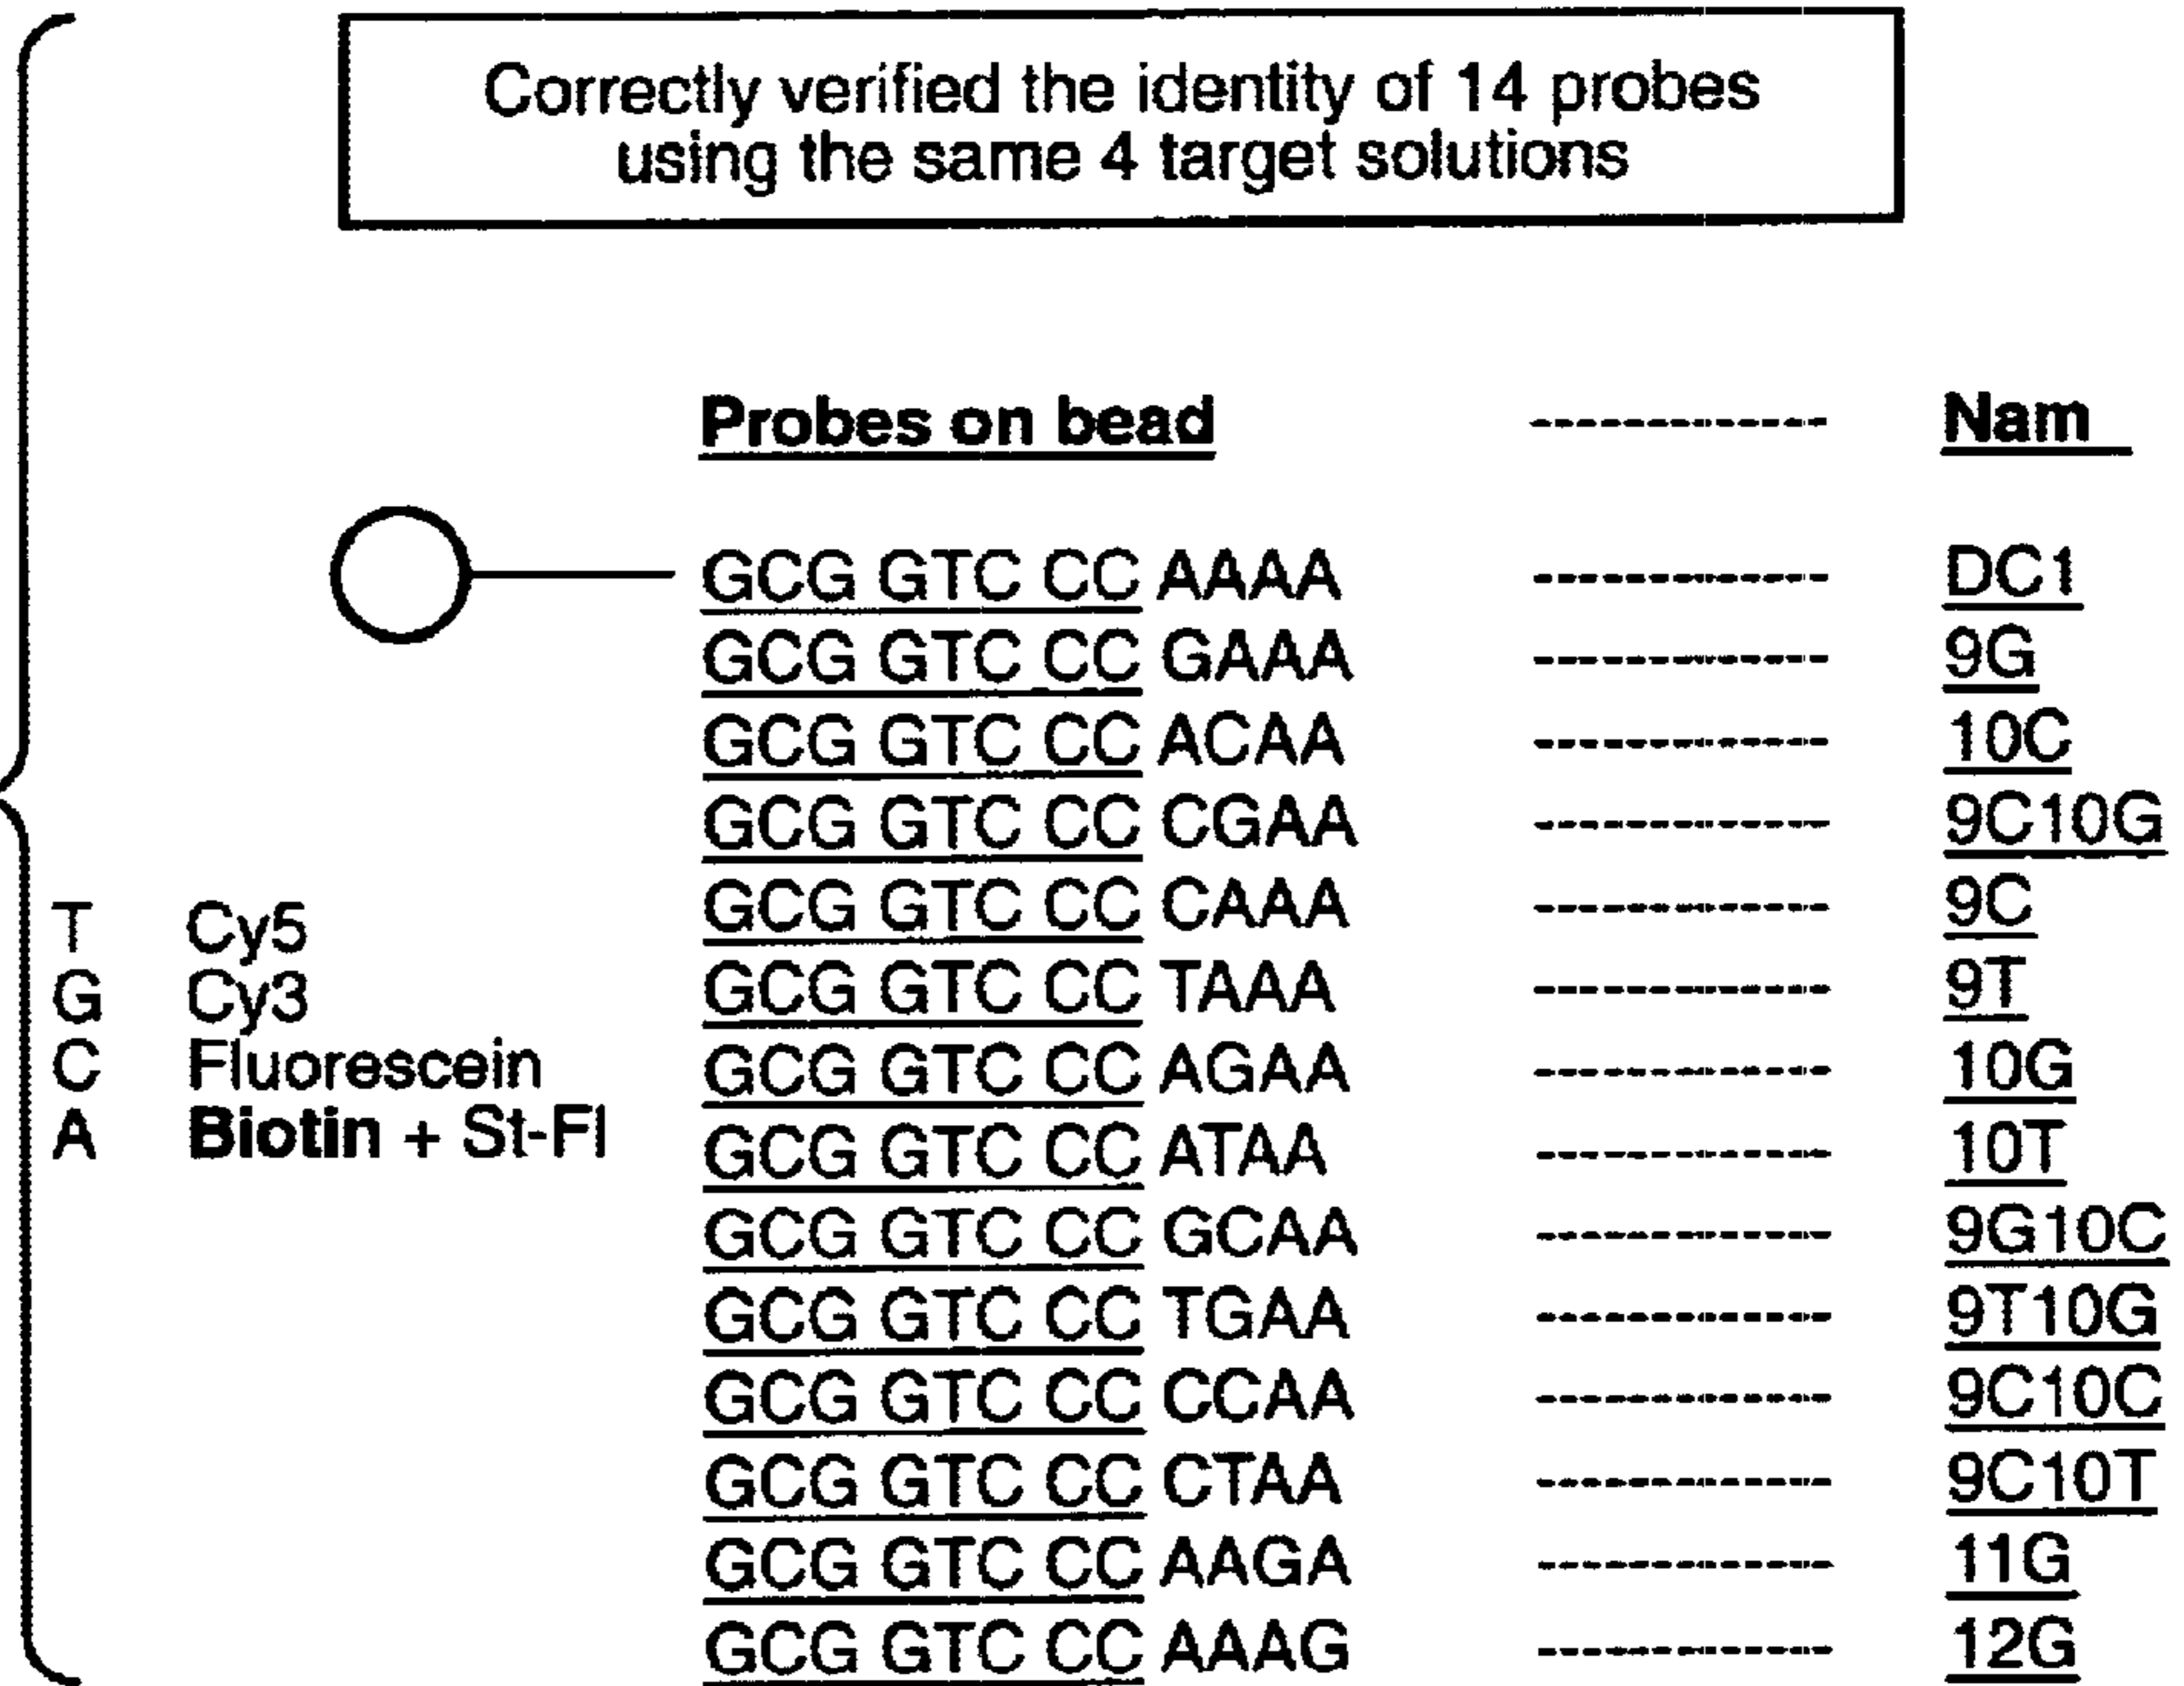 Correctly verified the identity of 14 probes
using the same 4 target solutions
Probes on bead ------------- Nam
GCG GTC CC AAAA ------------- DC1
GCG GTC CC GAAA ------------- 9G
GCG GTC CC ACAA ------------- 10C
GCG GTC CC CGAA ------------- 9C10G
GCG GTC CC CAAA ------------- 9C
T Cy5
GCG GTC CC TAAA ------------- 9T
G Cy3
GCG GTC CC AGAA ------------- 10G
C Fluorescein
GCG GTC CC ATAA ------------- 10T
A Biotin + St-Fl
GCG GTC CC GCAA ------------- 9G10C
GCG GTC CC TGAA ------------- 9T10G
GCG GTC CC CCAA ------------- 9C10C
GCG GTC CC CTAA ------------- 9C10T
GCG GTC CC AAGA ------------- 11G
GCG GTC CC AAAG ------------- 12G